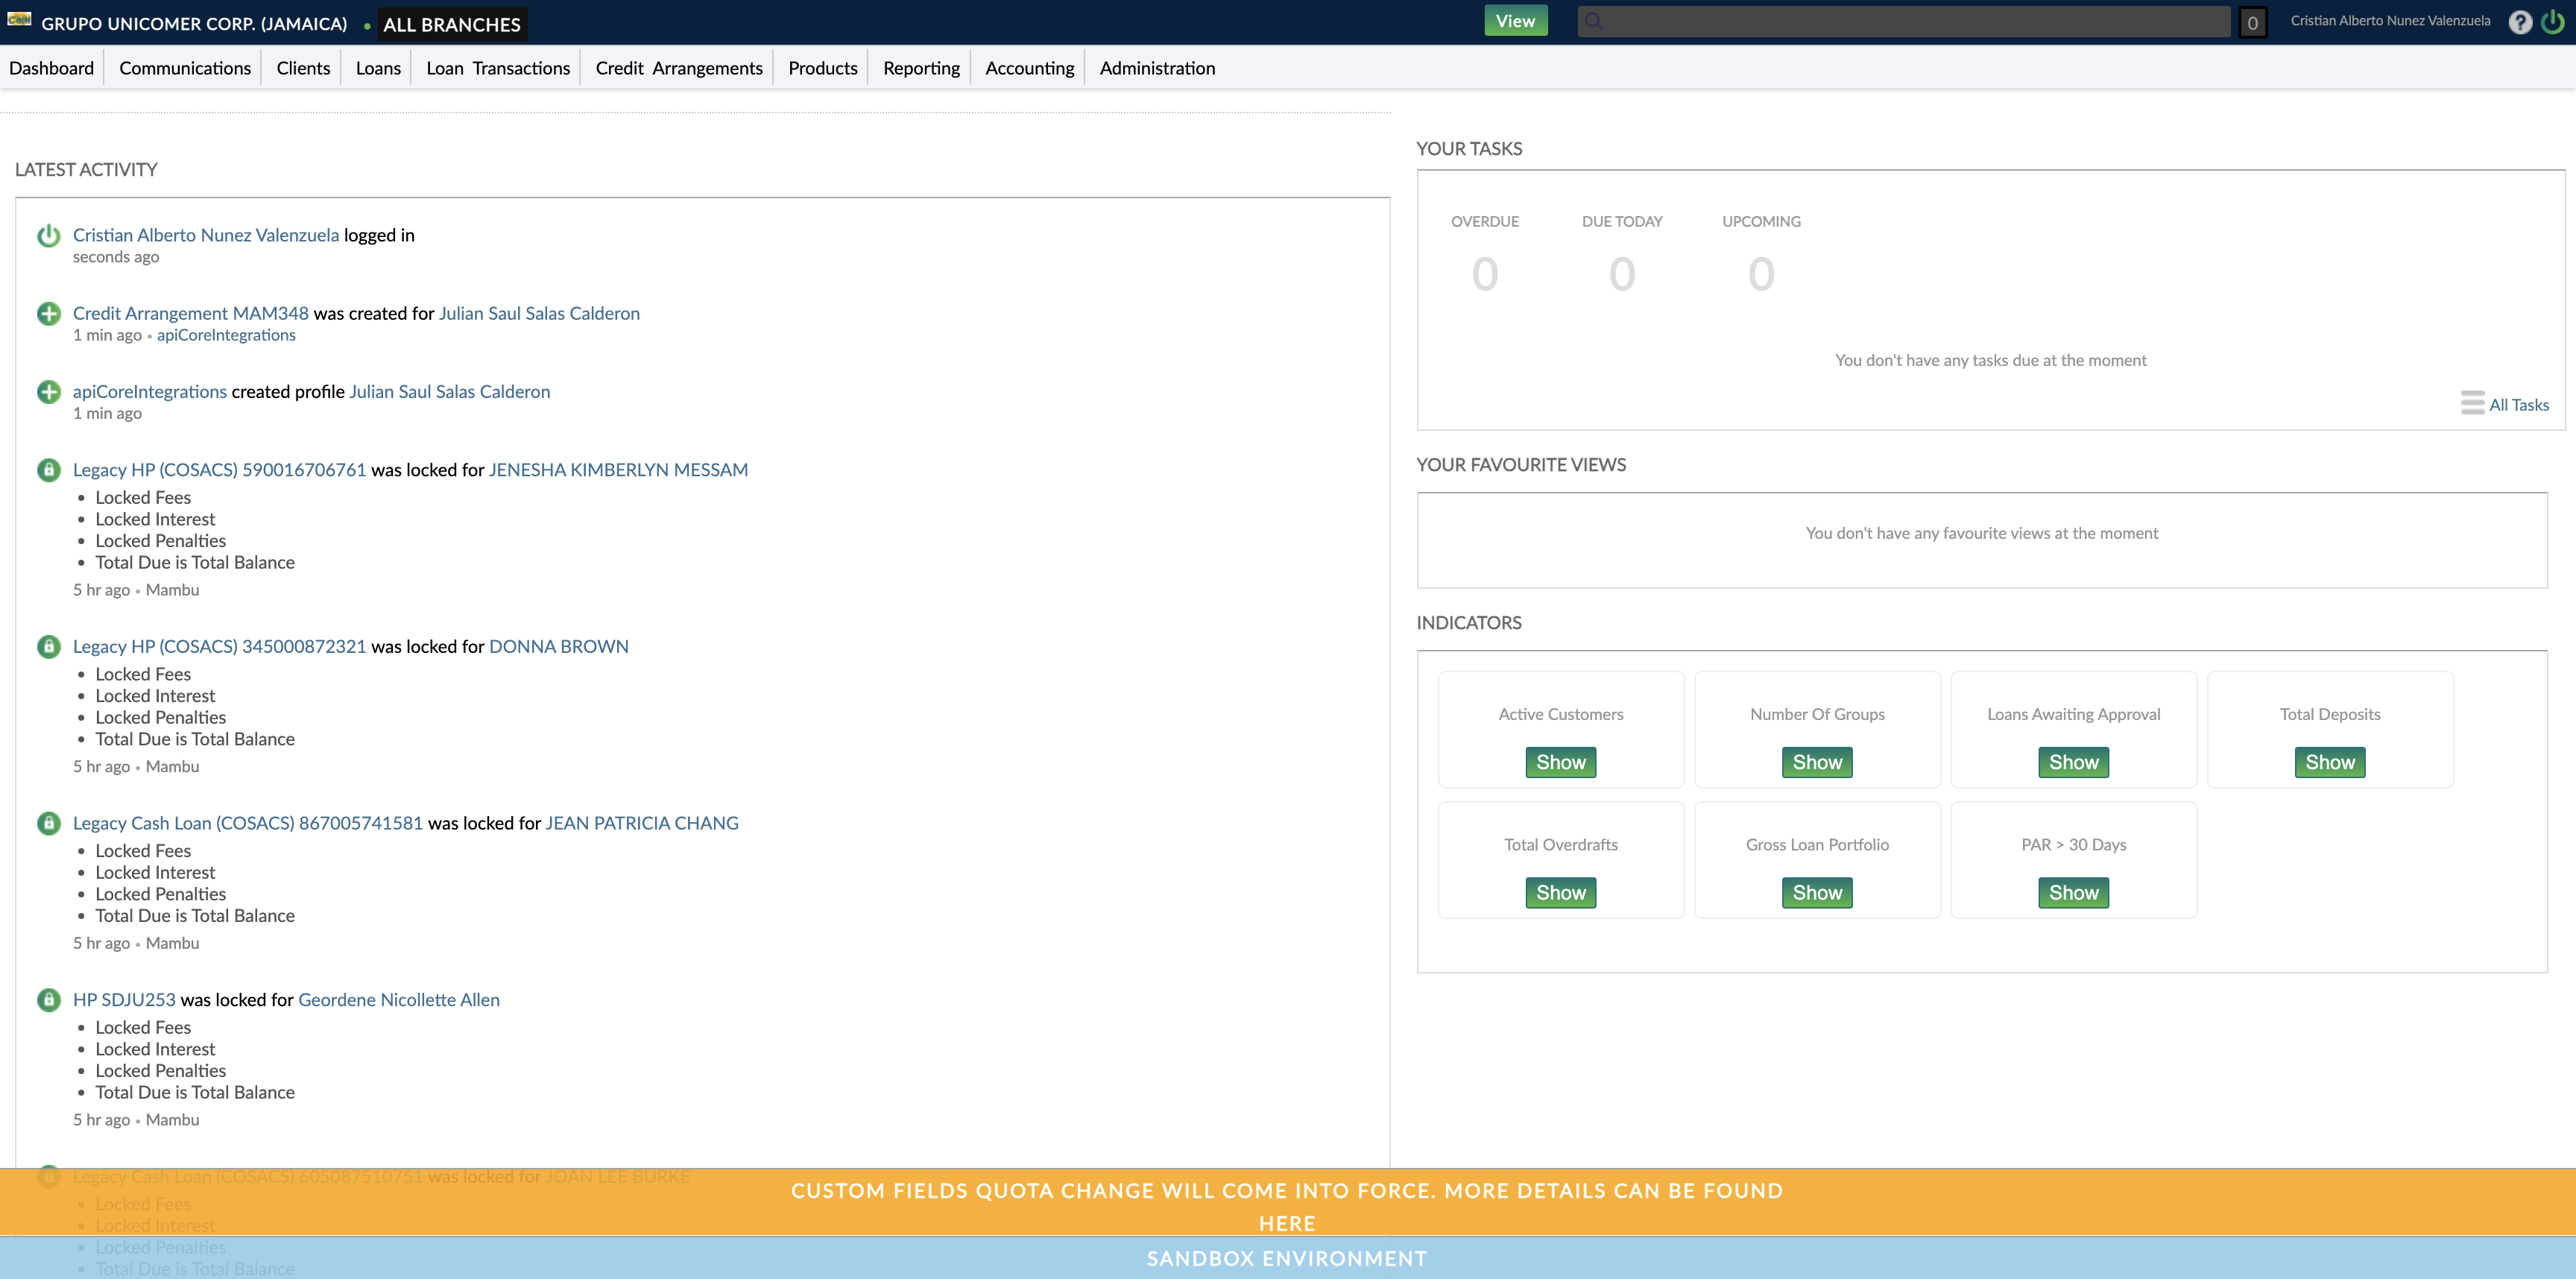 GRUPO UNICOMER CORP. (JAMAICA) • ALL BRANCHES
View
0
Cristian Alberto Nunez Valenzuela
?
Dashboard
Communications
Clients
Loans
Loan Transactions
Credit Arrangements
Products
Reporting
Accounting
Administration
LATEST ACTIVITY
Cristian Alberto Nunez Valenzuela logged in
seconds ago
Credit Arrangement MAM348 was created for Julian Saul Salas Calderon
1 min ago • apiCoreIntegrations
apiCoreIntegrations created profile Julian Saul Salas Calderon
1 min ago
Legacy HP (COSACS) 590016706761 was locked for JENESHA KIMBERLYN MESSAM
• Locked Fees
• Locked Interest
• Locked Penalties
• Total Due is Total Balance
5 hr ago • Mambu
Legacy HP (COSACS) 345000872321 was locked for DONNA BROWN
• Locked Fees
• Locked Interest
• Locked Penalties
• Total Due is Total Balance
5 hr ago • Mambu
Legacy Cash Loan (COSACS) 867005741581 was locked for JEAN PATRICIA CHANG
• Locked Fees
• Locked Interest
• Locked Penalties
• Total Due is Total Balance
5 hr ago • Mambu
HP SDJU253 was locked for Geordene Nicollette Allen
• Locked Fees
• Locked Interest
• Locked Penalties
• Total Due is Total Balance
5 hr ago • Mambu
Legacy Cash Loan (COSACS) 605087510751 was locked for JOAN LEE BURKE
• Locked Fees
• Locked Interest
• Locked Penalties
• Total Due is Total Balance
YOUR TASKS
OVERDUE
DUE TODAY
UPCOMING
0
0
0
You don't have any tasks due at the moment
All Tasks
YOUR FAVOURITE VIEWS
You don't have any favourite views at the moment
INDICATORS
Active Customers
Show
Number Of Groups
Show
Loans Awaiting Approval
Show
Total Deposits
Show
Total Overdrafts
Show
Gross Loan Portfolio
Show
PAR > 30 Days
Show
CUSTOM FIELDS QUOTA CHANGE WILL COME INTO FORCE. MORE DETAILS CAN BE FOUND
HERE
SANDBOX ENVIRONMENT